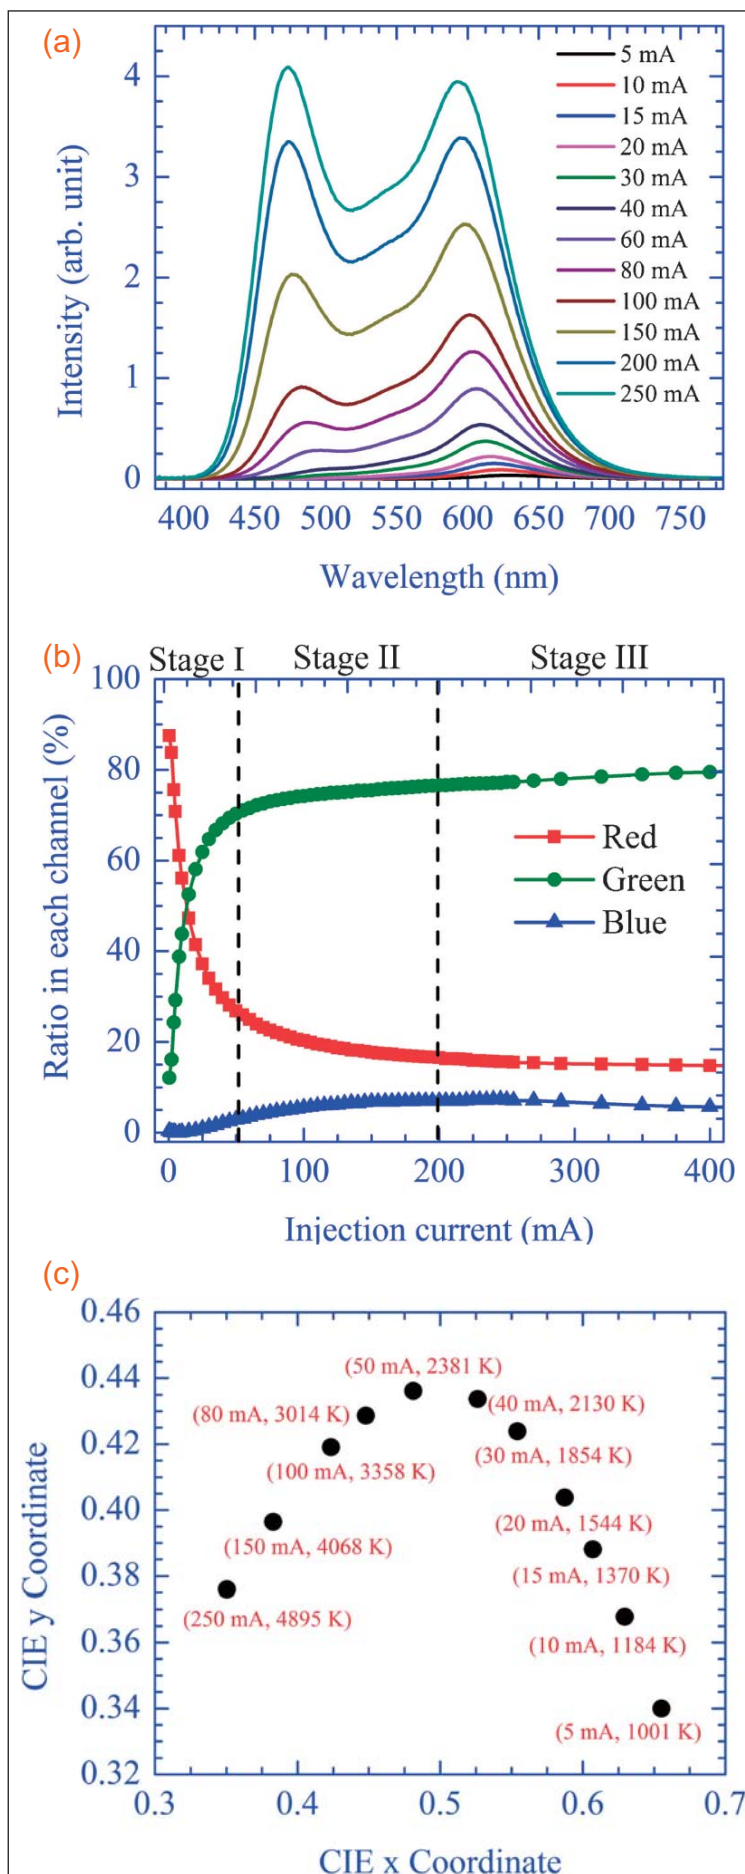 (a)
4
3
2
1
0
Intensity (arb. unit)
5 mA
10 mA
15 mA
20 mA
30 mA
40 mA
60 mA
80 mA
100 mA
150 mA
200 mA
250 mA
400 450 500 550 600 650 700 750
Wavelength (nm)
(b)
Stage I Stage II Stage III
100
80
60
40
20
0
Ratio in each channel (%)
Red
Green
Blue
0 100 200 300 400
Injection current (mA)
(c)
0.46
0.44
0.42
0.40
0.38
0.36
0.34
0.32
CIE y Coordinate
(50 mA, 2381 K)
(80 mA, 3014 K)
(40 mA, 2130 K)
(100 mA, 3358 K)
(30 mA, 1854 K)
(150 mA, 4068 K)
(20 mA, 1544 K)
(15 mA, 1370 K)
(250 mA, 4895 K)
(10 mA, 1184 K)
(5 mA, 1001 K)
0.3 0.4 0.5 0.6 0.7
CIE x Coordinate